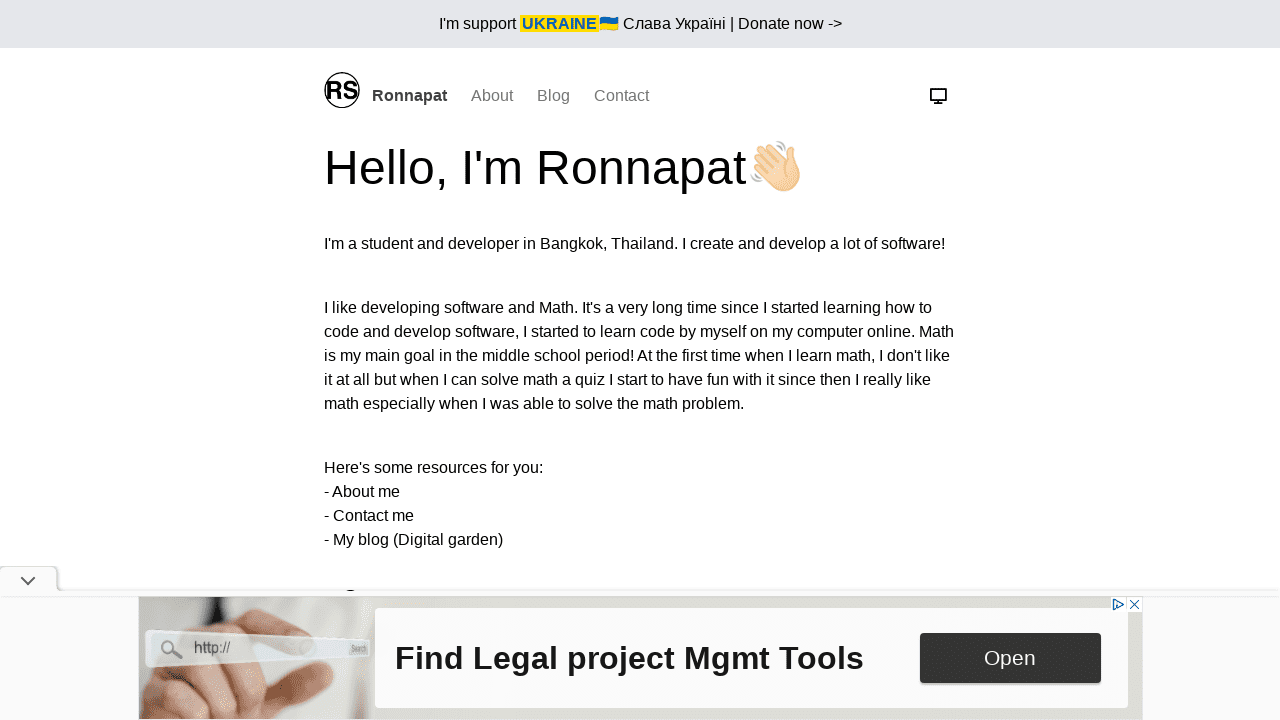 I'm support UKRAINE🇺🇦 Слава Україні | Donate now ->
RS Ronnapat About Blog Contact
Hello, I'm Ronnapat👋🏻
I'm a student and developer in Bangkok, Thailand. I create and develop a lot of software!
I like developing software and Math. It's a very long time since I started learning how to
code and develop software, I started to learn code by myself on my computer online. Math
is my main goal in the middle school period! At the first time when I learn math, I don't like
it at all but when I can solve math a quiz I start to have fun with it since then I really like
math especially when I was able to solve the math problem.
Here's some resources for you:
- About me
- Contact me
- My blog (Digital garden)
http://
Search
Find Legal project Mgmt Tools
Open